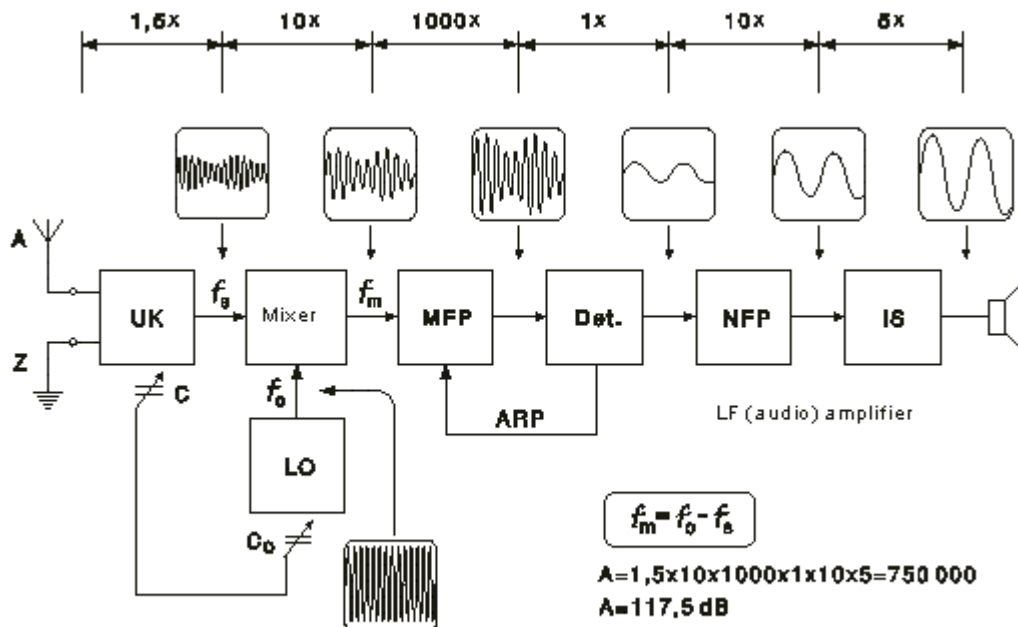 1,5x 10x 1000x 1x 10x 5x
A
Z
UK
fs
Mixer
fm
MFP
Det.
NFP
IS
C
fo
ARP
LF (audio) amplifier
LO
Co
fm = fo - fs
A=1,5x10x1000x1x10x5=750 000
A=117,5 dB